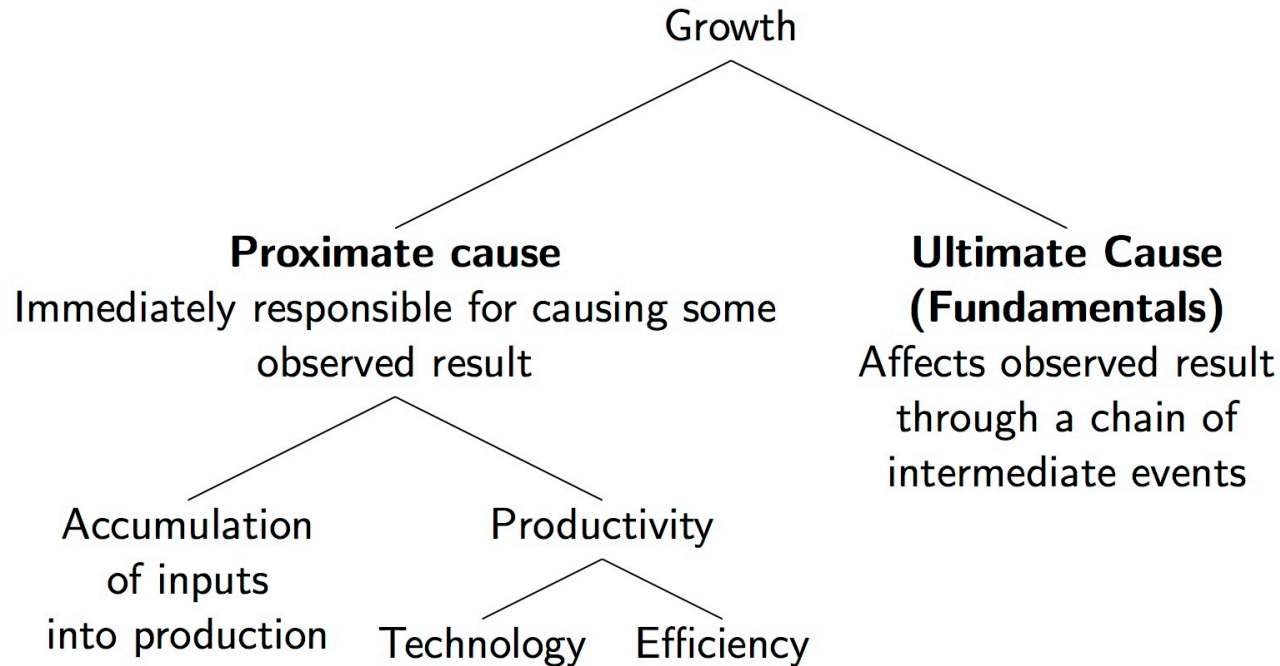 Growth
Proximate cause
Immediately responsible for causing some
observed result
Ultimate Cause
(Fundamentals)
Affects observed result
through a chain of
intermediate events
Accumulation
of inputs
into production
Productivity
Technology
Efficiency